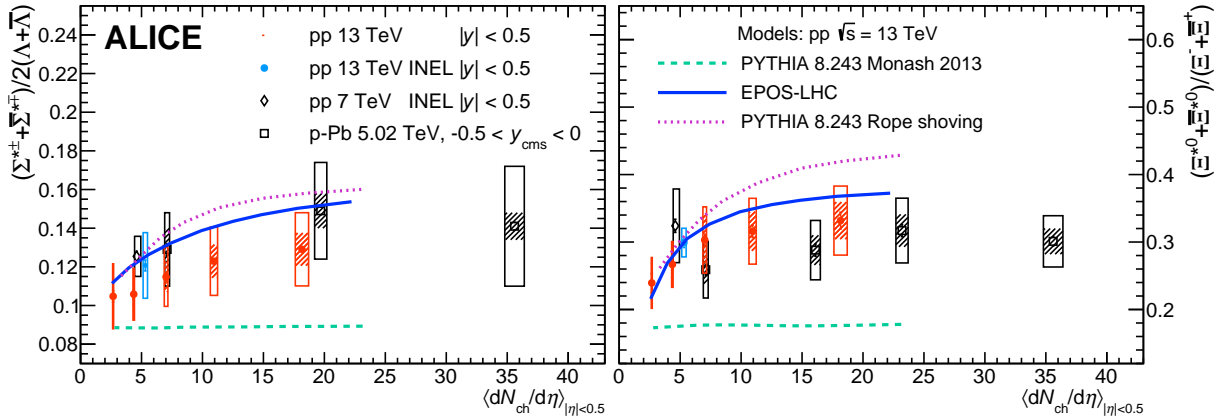 ALICE
pp 13 TeV |y| < 0.5
pp 13 TeV INEL |y| < 0.5
pp 7 TeV INEL |y| < 0.5
p-Pb 5.02 TeV, -0.5 < y_cms < 0
(Σ*± + Σ̅*∓)/2(Λ+Λ̅)
0.24
0.22
0.2
0.18
0.16
0.14
0.12
0.1
0.08
0 5 10 15 20 25 30 35 40
⟨dN_ch/dη⟩_|η|<0.5
Models: pp √s = 13 TeV
PYTHIA 8.243 Monash 2013
EPOS-LHC
PYTHIA 8.243 Rope shoving
0.6
0.5
0.4
0.3
0.2
(Ξ*0+Ξ̅*0)/(Ξ-+Ξ̅+)
0 5 10 15 20 25 30 35 40
⟨dN_ch/dη⟩_|η|<0.5